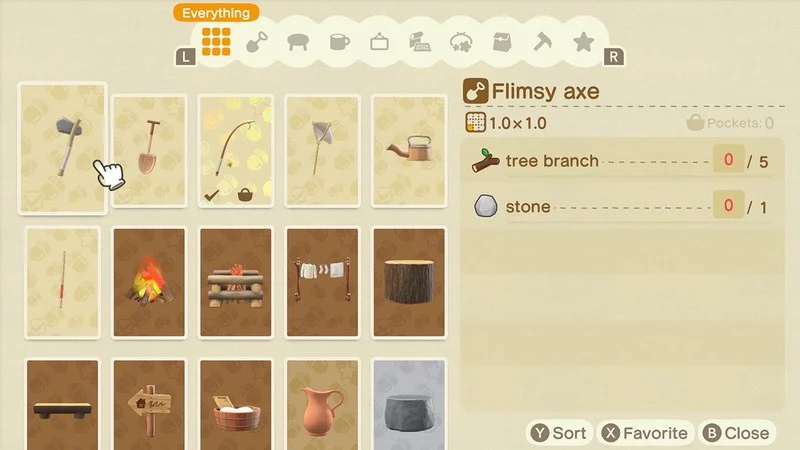 Everything
L
R
Flimsy axe
1.0×1.0
Pockets: 0
tree branch 0 / 5
stone 0 / 1
Y Sort
X Favorite
B Close